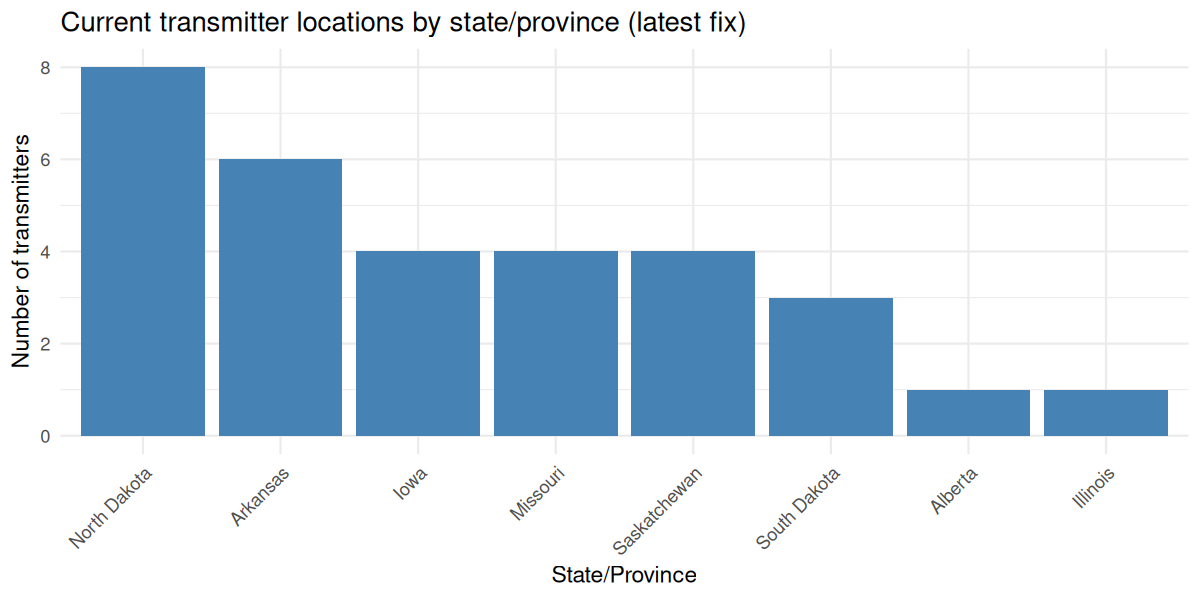 Current transmitter locations by state/province (latest fix)
Number of transmitters
8
6
4
2
0
North Dakota
Arkansas
Iowa
Missouri
Saskatchewan
South Dakota
Alberta
Illinois
State/Province